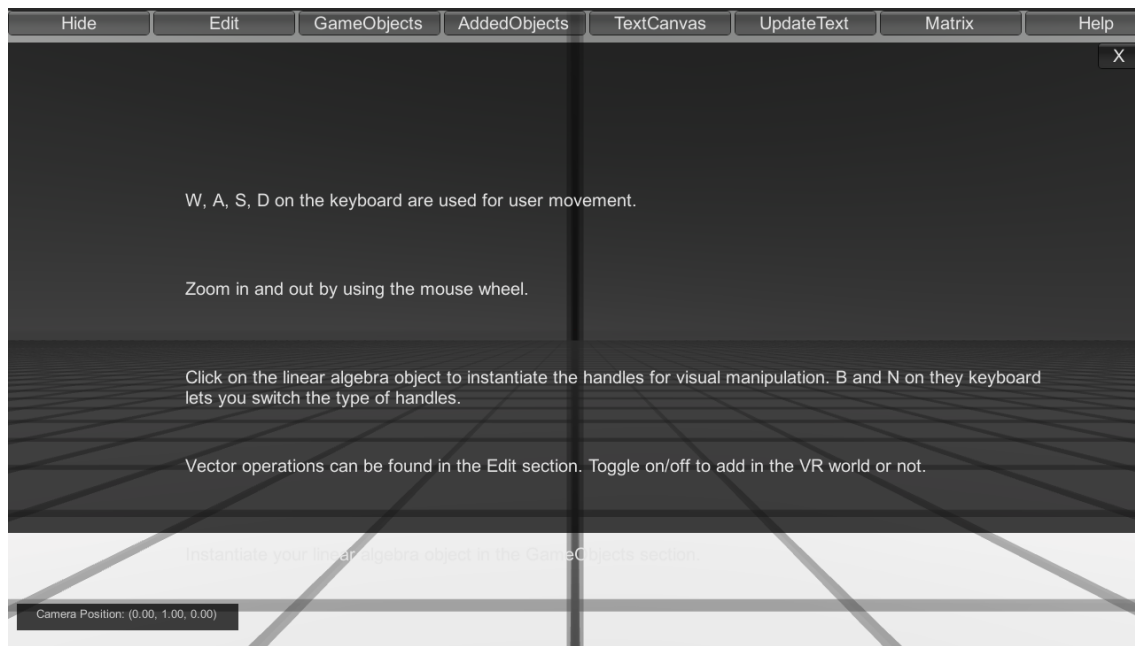 Hide Edit GameObjects AddedObjects TextCanvas UpdateText Matrix Help
X
W, A, S, D on the keyboard are used for user movement.
Zoom in and out by using the mouse wheel.
Click on the linear algebra object to instantiate the handles for visual manipulation. B and N on they keyboard
lets you switch the type of handles.
Vector operations can be found in the Edit section. Toggle on/off to add in the VR world or not.
Instantiate your linear algebra object in the GameObjects section.
Camera Position: (0.00, 1.00, 0.00)